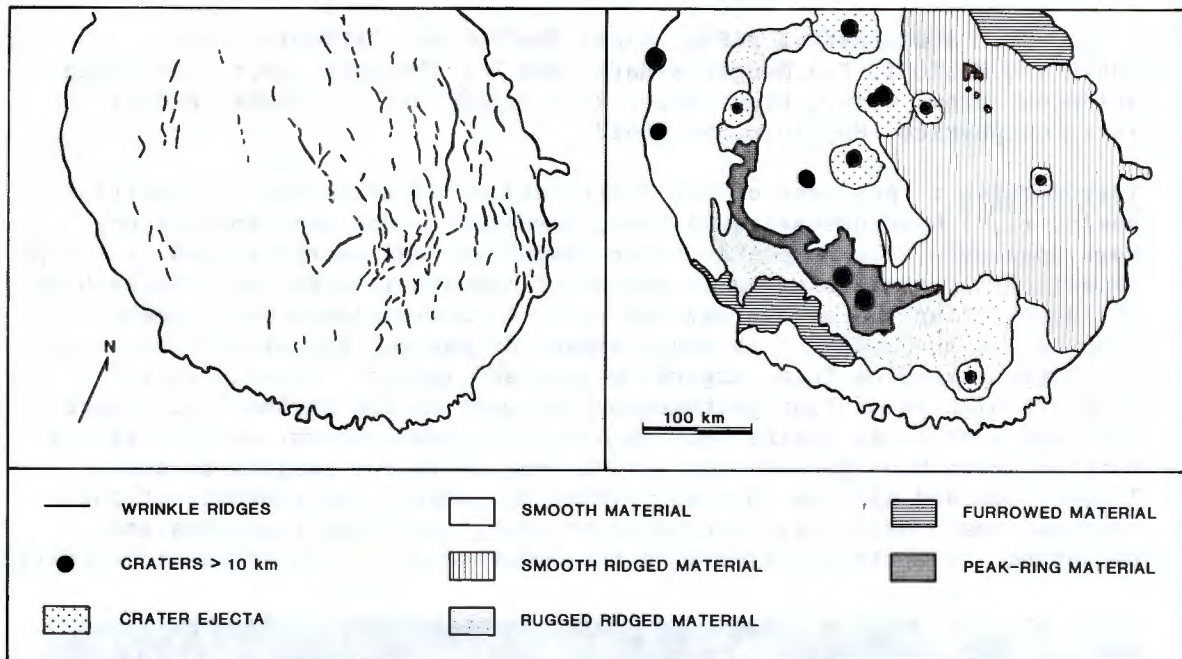 N
100 km
WRINKLE RIDGES
CRATERS > 10 km
CRATER EJECTA
SMOOTH MATERIAL
SMOOTH RIDGED MATERIAL
RUGGED RIDGED MATERIAL
FURROWED MATERIAL
PEAK-RING MATERIAL